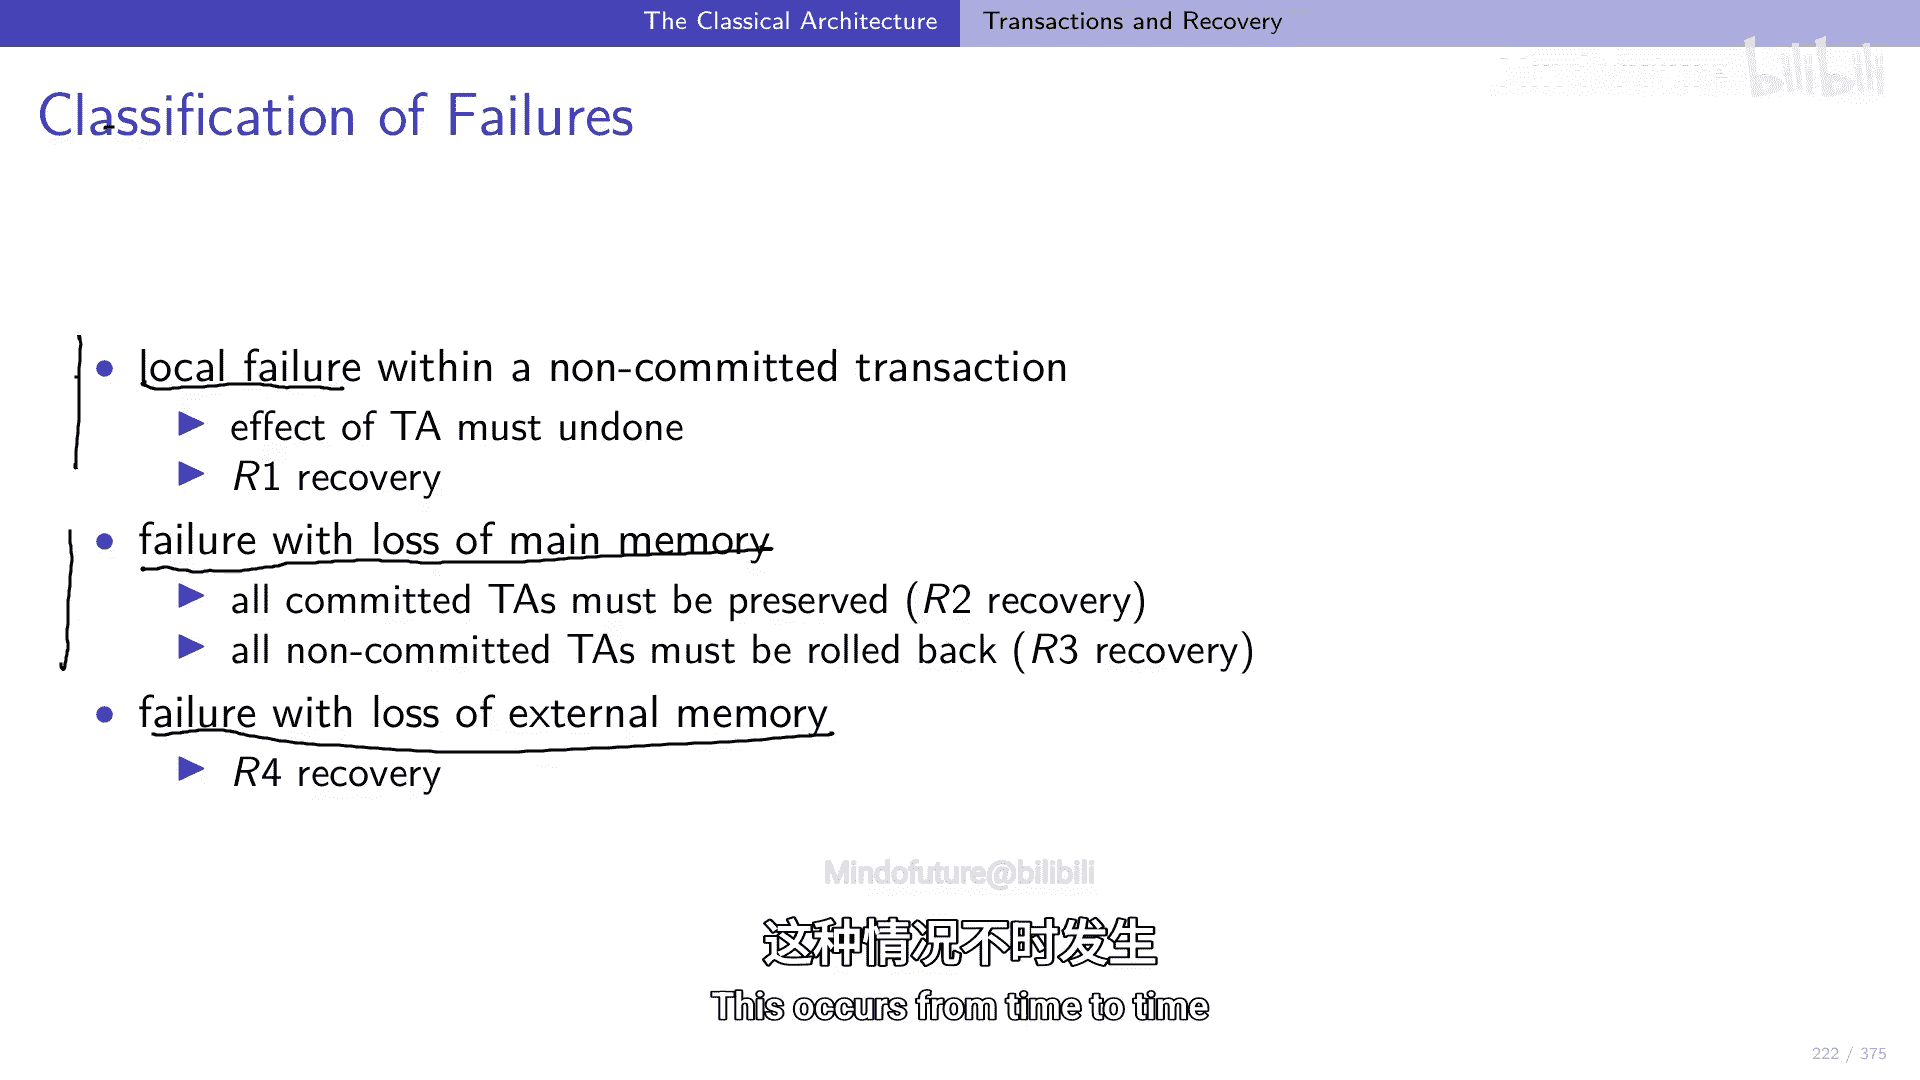 The Classical Architecture Transactions and Recovery
bilibili
Classification of Failures
• local failure within a non-committed transaction
▶ effect of TA must undone
▶ R1 recovery
• failure with loss of main memory
▶ all committed TAs must be preserved (R2 recovery)
▶ all non-committed TAs must be rolled back (R3 recovery)
• failure with loss of external memory
▶ R4 recovery
Mindofuture@bilibili
这种情况不时发生
This occurs from time to time
222 / 375